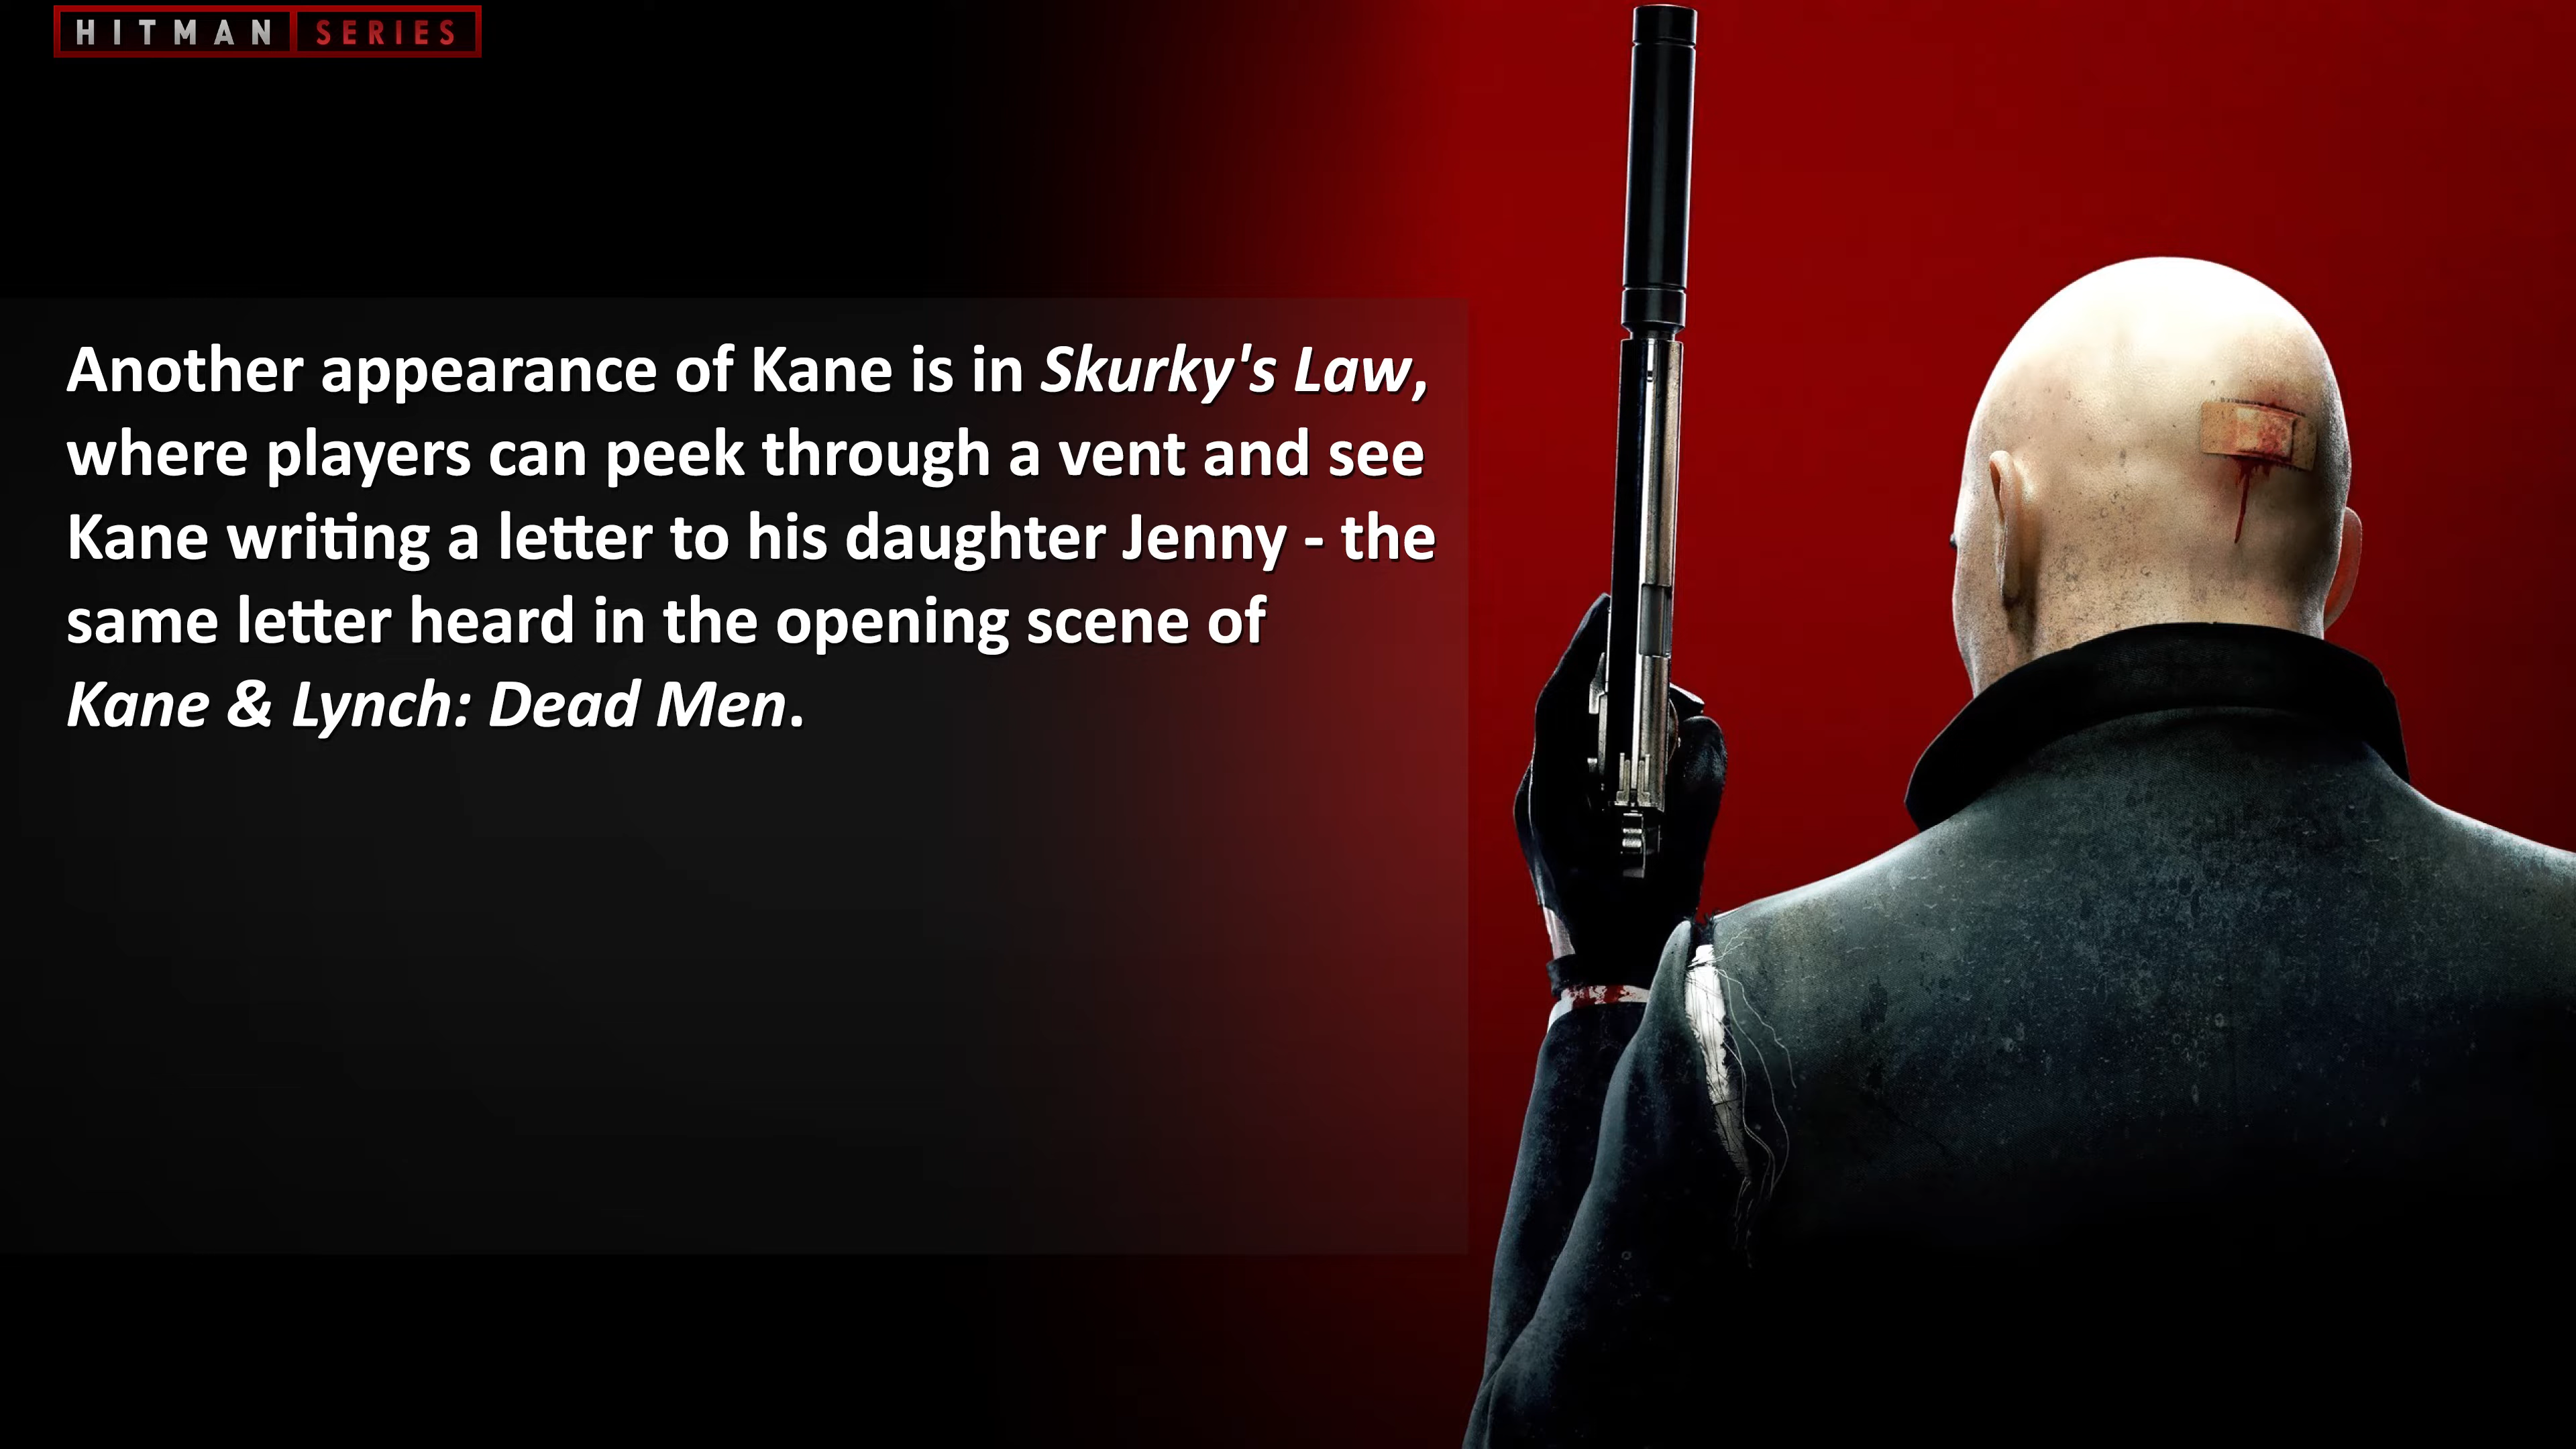 HITMAN SERIES
Another appearance of Kane is in Skurky's Law,
where players can peek through a vent and see
Kane writing a letter to his daughter Jenny - the
same letter heard in the opening scene of
Kane & Lynch: Dead Men.